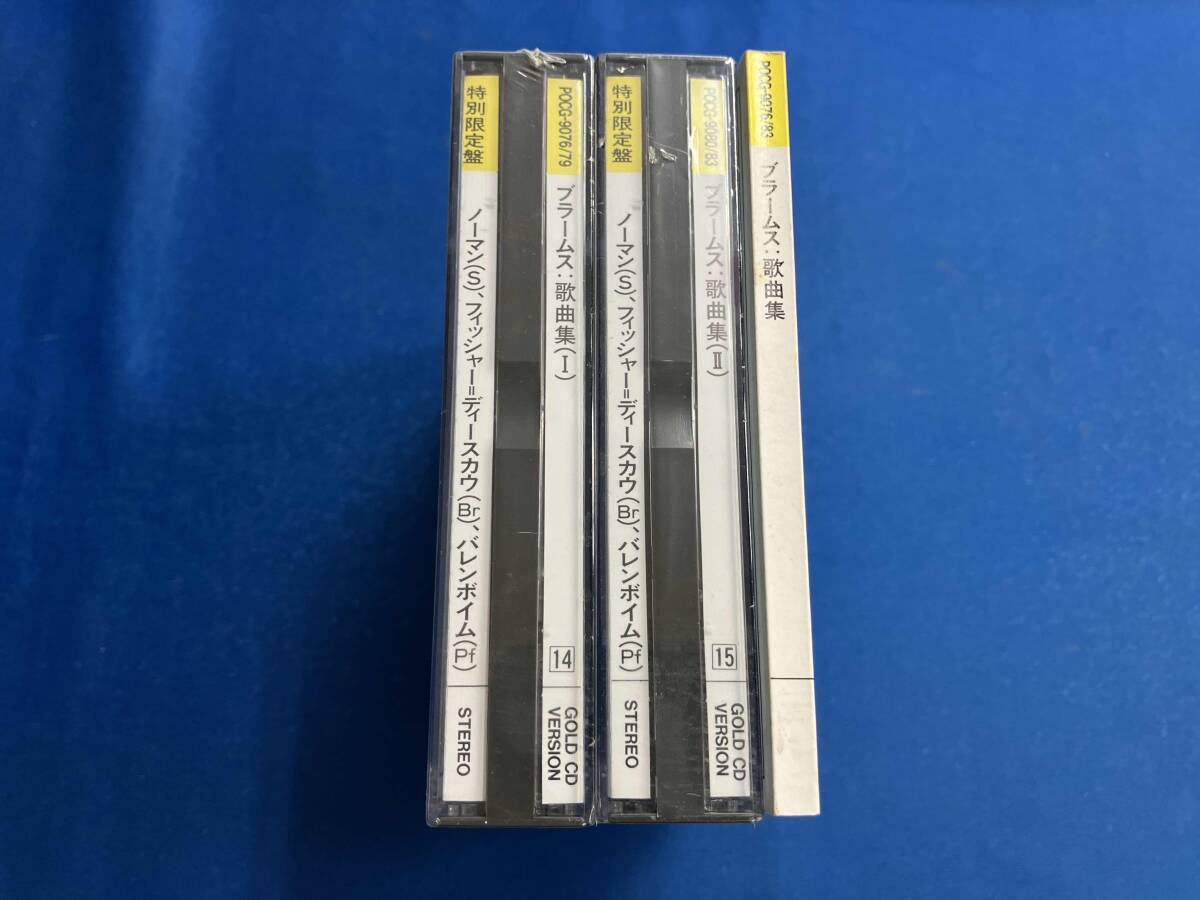 特別限定盤
ノーマン(S)、フィッシャー=ディースカウ(Br)、バレンボイム(Pf)
STEREO
POCG-9076/79
ブラームス:歌曲集(I)
14
GOLD CD
VERSION
特別限定盤
ノーマン(S)、フィッシャー=ディースカウ(Br)、バレンボイム(Pf)
STEREO
POCG-9080/83
ブラームス:歌曲集(II)
15
GOLD CD
VERSION
POCG-9076/83
ブラームス:歌曲集